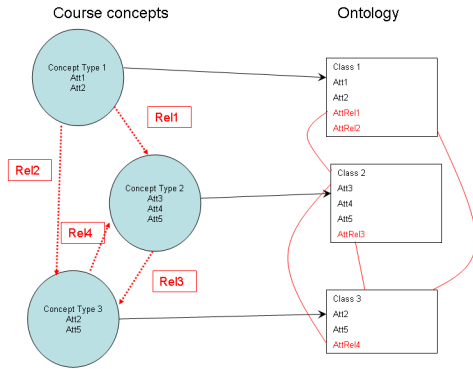 Course concepts
Ontology
Concept Type 1
Att1
Att2
Rel1
Rel2
Concept Type 2
Att3
Att4
Att5
Rel4
Rel3
Concept Type 3
Att2
Att5
Class 1
Att1
Att2
AttRel1
AttRel2
Class 2
Att3
Att4
Att5
AttRel3
Class 3
Att2
Att5
AttRel4